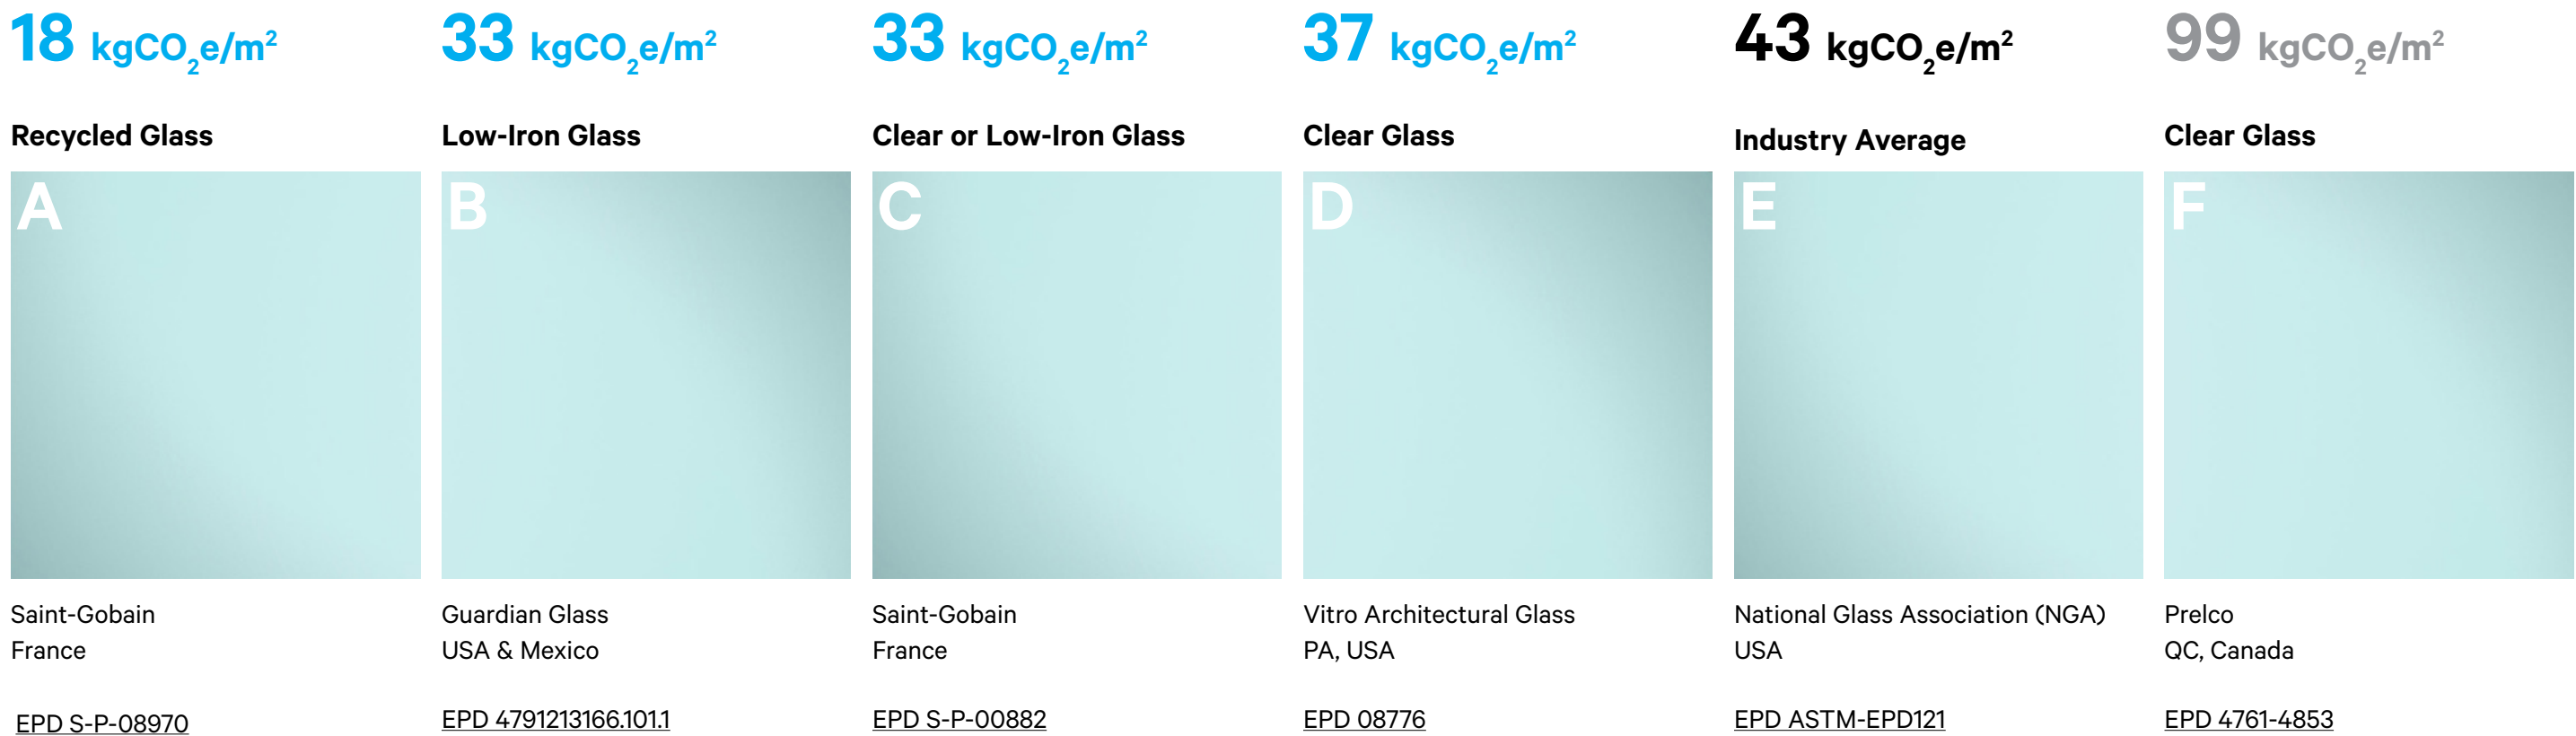 18 kgCO₂e/m²
Recycled Glass
A
Saint-Gobain
France
EPD S-P-08970
33 kgCO₂e/m²
Low-Iron Glass
B
Guardian Glass
USA & Mexico
EPD 4791213166.101.1
33 kgCO₂e/m²
Clear or Low-Iron Glass
C
Saint-Gobain
France
EPD S-P-00882
37 kgCO₂e/m²
Clear Glass
D
Vitro Architectural Glass
PA, USA
EPD 08776
43 kgCO₂e/m²
Industry Average
E
National Glass Association (NGA)
USA
EPD ASTM-EPD121
99 kgCO₂e/m²
Clear Glass
F
Prelco
QC, Canada
EPD 4761-4853